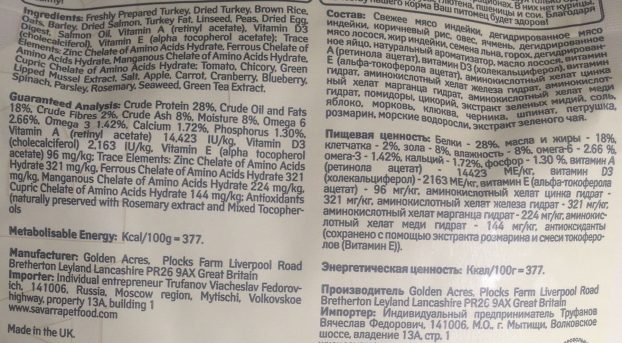 Ingredients: Freshly Prepared Turkey, Dried Turkey, Brown Rice,
Oats, Barley, Dried Salmon, Turkey Fat, Linseed, Peas, Dried Egg,
Digest, Salmon Oil, Vitamin A (retinyl acetate), Vitamin D3
(cholecalciferol), Vitamin E (alpha tocopherol acetate); Trace
Elements: Zinc Chelate of Amino Acids Hydrate, Ferrous Chelate of
Amino Acids Hydrate, Manganous Chelate of Amino Acids Hydrate,
Cupric Chelate of Amino Acids Hydrate; Tomato, Chicory, Green
Lipped Mussel Extract, Salt, Apple, Carrot, Cranberry, Blueberry,
Spinach, Parsley, Rosemary, Seaweed, Green Tea Extract.
Guaranteed Analysis: Crude Protein 28%, Crude Oil and Fats
18%, Crude Fibres 2%, Crude Ash 8%, Moisture 8%, Omega 6
2.66%, Omega 3 1.42%, Calcium 1.72%, Phosphorus 1.30%,
Vitamin A (retinyl acetate) 14,423 IU/kg, Vitamin D3
(cholecalciferol) 2,163 IU/kg, Vitamin E (alpha tocopherol
acetate) 96 mg/kg; Trace Elements: Zinc Chelate of Amino Acids
Hydrate 321 mg/kg, Ferrous Chelate of Amino Acids Hydrate 321
mg/kg, Manganous Chelate of Amino Acids Hydrate 224 mg/kg,
Cupric Chelate of Amino Acids Hydrate 144 mg/kg; Antioxidants
(naturally preserved with Rosemary extract and Mixed Tocopher-
ols
Metabolisable Energy: Kcal/100g = 377.
Manufacturer: Golden Acres, Plocks Farm Liverpool Road
Bretherton Leyland Lancashire PR26 9AX Great Britain
Importer: Individual entrepreneur Trufanov Viacheslav Fedorov-
ich, 141006, Russia, Moscow region, Mytischi, Volkovskoe
highway, property 13A, building 1
www.savarrapetfood.com
Made in the UK.
Состав: Свежее мясо индейки, дегидрированное мясо
индейки, коричневый рис, овес, ячмень, дегидрированное
мясо лосося, жир индейки, семена льна, горох, дегидрирован-
ное яйцо, натуральный ароматизатор, масло лосося, витамин
А (ретинола ацетат), витамин D3 (холекальциферол), витамин
Е (альфа-токоферола ацетат), аминокислотный хелат цинка
гидрат, аминокислотный хелат железа гидрат, аминокислот-
ный хелат марганца гидрат, аминокислотный хелат меди
гидрат, помидоры, цикорий, экстракт зеленых мидий, соль,
яблоко, морковь, клюква, черника, шпинат, петрушка,
розмарин, морские водоросли, экстракт зеленого чая.
Пищевая ценность: Белки - 28%, масла и жиры - 18%,
клетчатка - 2%, зола - 8%, влажность - 8%, омега-6 - 2.66 %,
омега-3 - 1.42%, кальций - 1.72%, фосфор - 1.30 %, витамин А
(ретинола ацетат) - 14423 МЕ/кг, витамин D3
(холекальциферол) - 2163 МЕ/кг, витамин Е (альфа-токоферола
ацетат) - 96 мг/кг, аминокислотный хелат цинка гидрат -
321 мг/кг, аминокислотный хелат железа гидрат - 321 мг/кг,
аминокислотный хелат марганца гидрат - 224 мг/кг, аминокис-
лотный хелат меди гидрат - 144 мг/кг, антиоксиданты
(сохранено с помощью экстракта розмарина и смеси токоферо-
лов (Витамин Е)).
Энергетическая ценность: Ккал/100г = 377.
Производитель Golden Acres, Plocks Farm Liverpool Road
Bretherton Leyland Lancashire PR26 9AX Great Britain
Импортер: Индивидуальный предприниматель Труфанов
Вячеслав Федорович, 141006, М.О., г. Мытищи, Волковское
шоссе, владение 13А, стр. 1